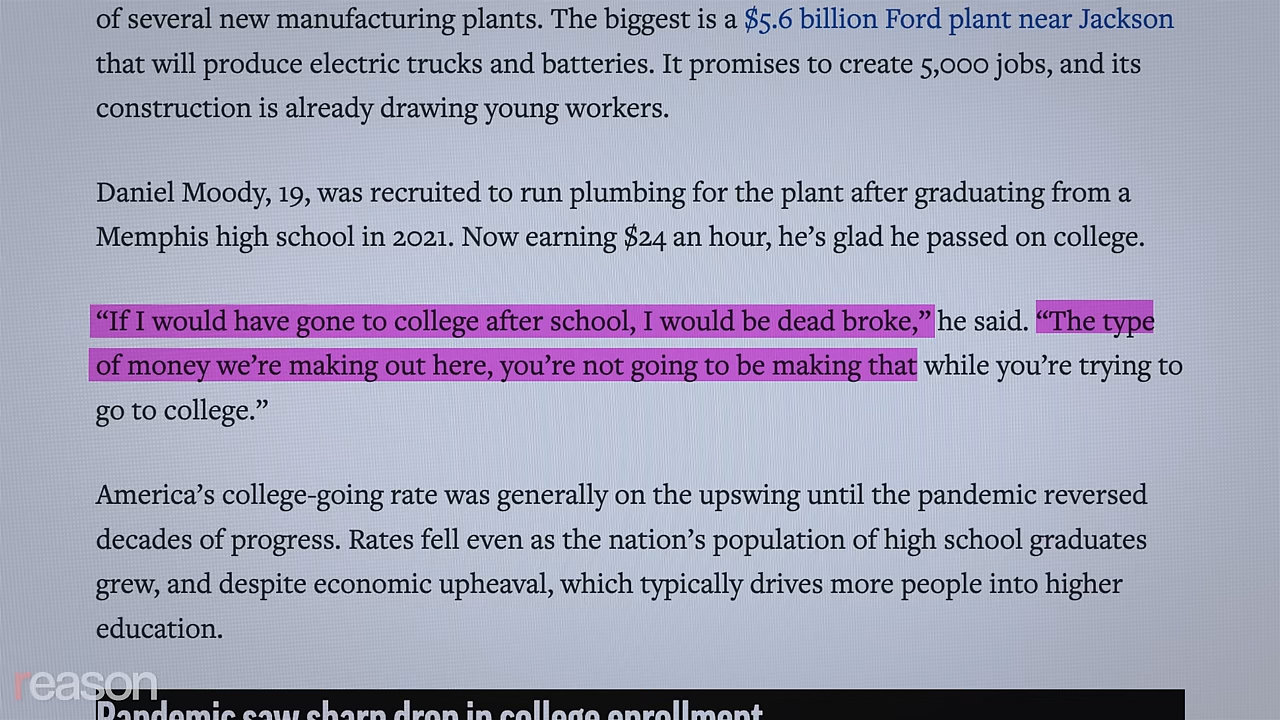 of several new manufacturing plants. The biggest is a $5.6 billion Ford plant near Jackson
that will produce electric trucks and batteries. It promises to create 5,000 jobs, and its
construction is already drawing young workers.
Daniel Moody, 19, was recruited to run plumbing for the plant after graduating from a
Memphis high school in 2021. Now earning $24 an hour, he’s glad he passed on college.
“If I would have gone to college after school, I would be dead broke,” he said. “The type
of money we’re making out here, you’re not going to be making that while you’re trying to
go to college.”
America’s college-going rate was generally on the upswing until the pandemic reversed
decades of progress. Rates fell even as the nation’s population of high school graduates
grew, and despite economic upheaval, which typically drives more people into higher
education.
reason
Pandemic saw sharp drop in college enrollment